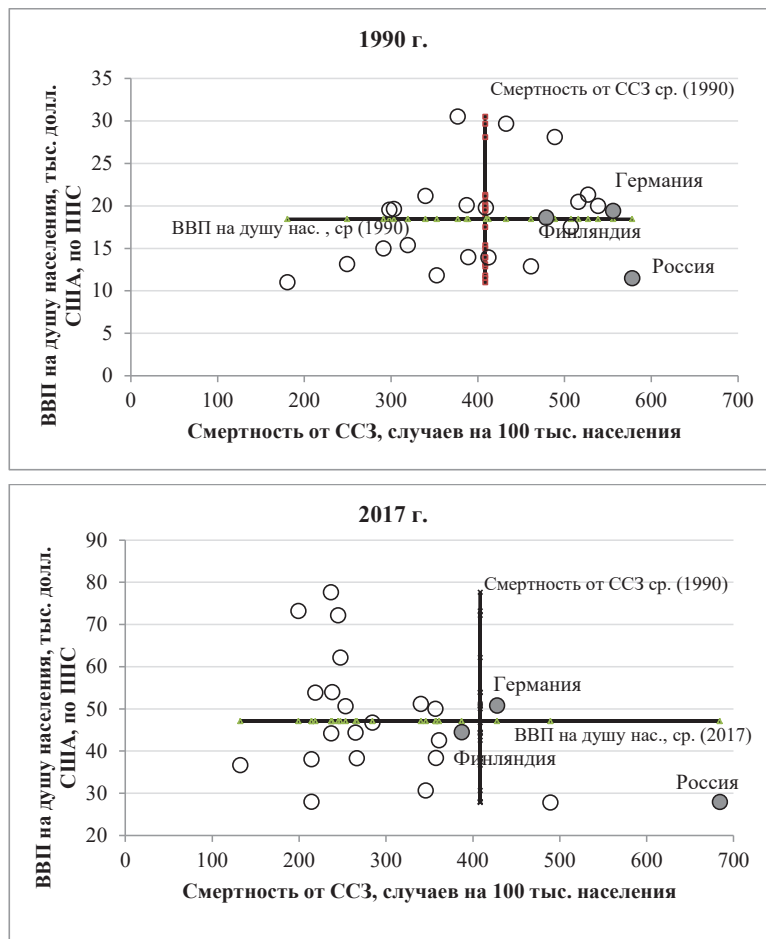 1990 г.
ВВП на душу населения, тыс. долл.
США, по ППС
35
30
25
20
15
10
5
0
Смертность от ССЗ ср. (1990)
Германия
ВВП на душу нас. , ср (1990)
Финляндия
Россия
0 100 200 300 400 500 600 700
Смертность от ССЗ, случаев на 100 тыс. населения
2017 г.
ВВП на душу населения, тыс. долл.
США, по ППС
90
80
70
60
50
40
30
20
Смертность от ССЗ ср. (1990)
Германия
ВВП на душу нас., ср. (2017)
Финляндия
Россия
0 100 200 300 400 500 600 700
Смертность от ССЗ, случаев на 100 тыс. населения